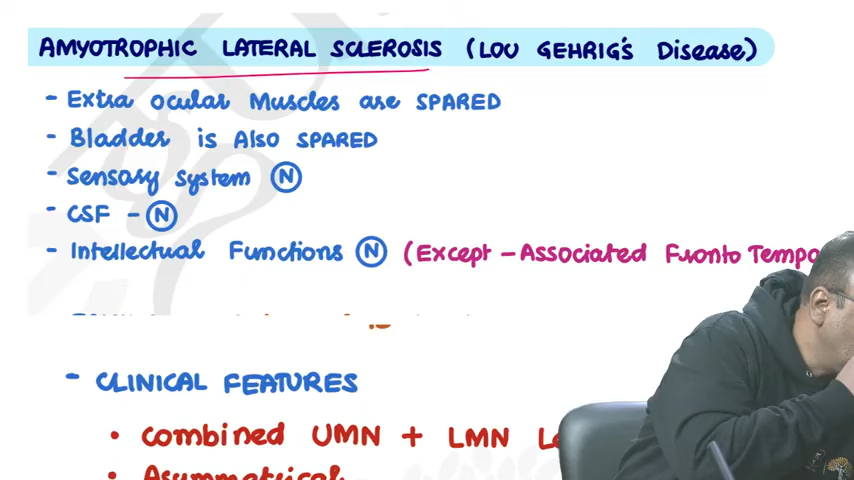 AMYOTROPHIC LATERAL SCLEROSIS (LOU GEHRIG'S Disease)
- Extra ocular Muscles are SPARED
- Bladder is Also SPARED
- Sensory System Ⓝ
- CSF - Ⓝ
- Intellectual Functions Ⓝ (Except - Associated Fronto
- CLINICAL FEATURES
• Combined UMN + LMN
• Asymmetrical